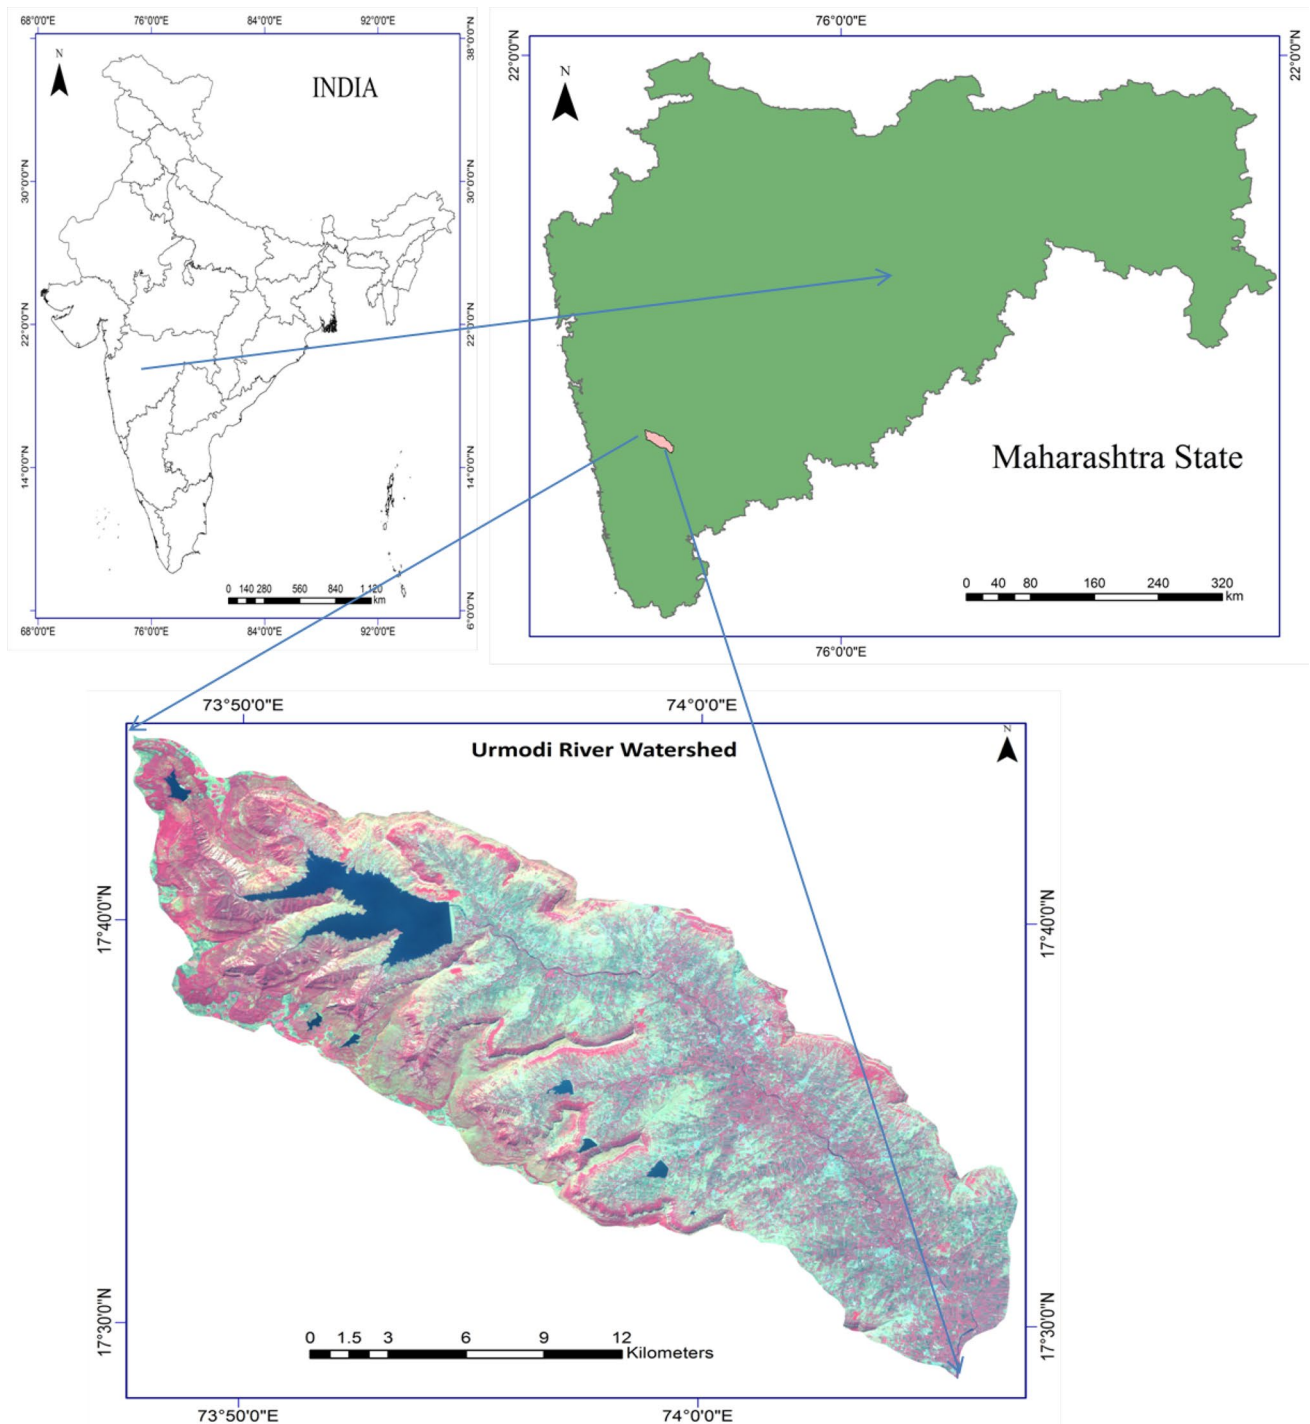 68°0'0"E 76°0'0"E 84°0'0"E 92°0'0"E
38°0'0"N
N
INDIA
30°0'0"N 30°0'0"N
22°0'0"N 22°0'0"N
14°0'0"N 14°0'0"N
0 140 280 560 840 1,120
km
6°0'0"N
68°0'0"E 76°0'0"E 84°0'0"E 92°0'0"E
76°0'0"E
22°0'0"N 22°0'0"N
N
Maharashtra State
0 40 80 160 240 320
km
76°0'0"E
73°50'0"E 74°0'0"E
Urmodi River Watershed
N
17°40'0"N 17°40'0"N
17°30'0"N 17°30'0"N
0 1.5 3 6 9 12
Kilometers
73°50'0"E 74°0'0"E